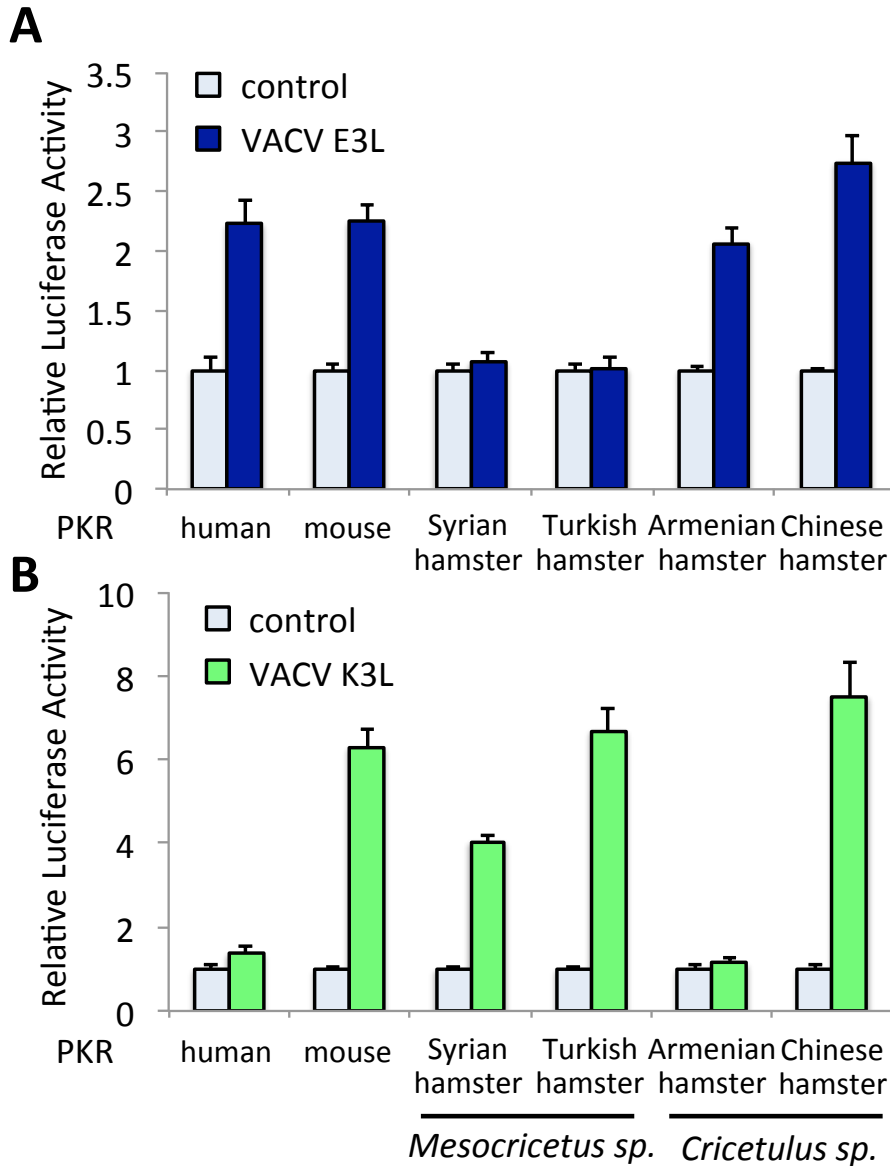 A
Relative Luciferase Activity
3.5
3
2.5
2
1.5
1
0.5
0
control
VACV E3L
PKR
human
mouse
Syrian
hamster
Turkish
hamster
Armenian
hamster
Chinese
hamster
B
Relative Luciferase Activity
10
8
6
4
2
0
control
VACV K3L
PKR
human
mouse
Syrian
hamster
Turkish
hamster
Armenian
hamster
Chinese
hamster
Mesocricetus sp.
Cricetulus sp.